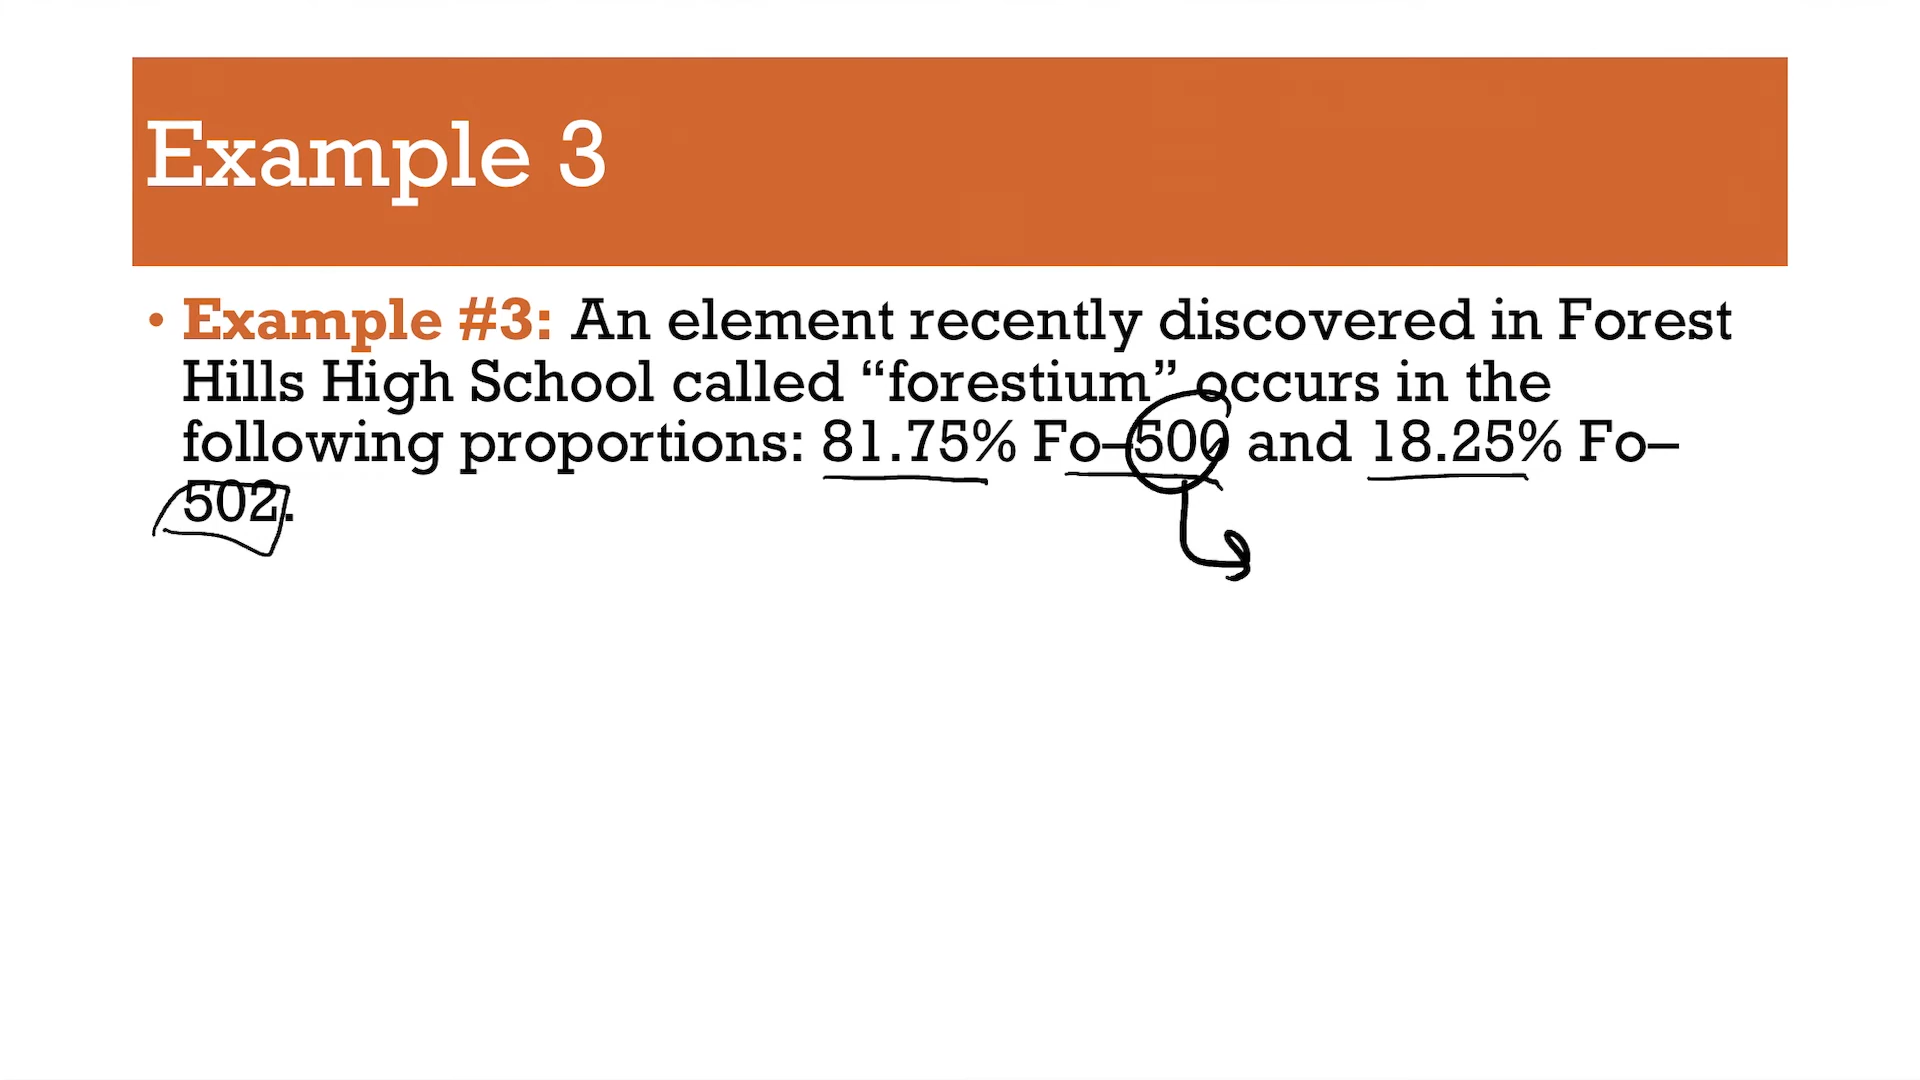 Example 3
• Example #3: An element recently discovered in Forest
Hills High School called “forestium” occurs in the
following proportions: 81.75% Fo–500 and 18.25% Fo–
502.